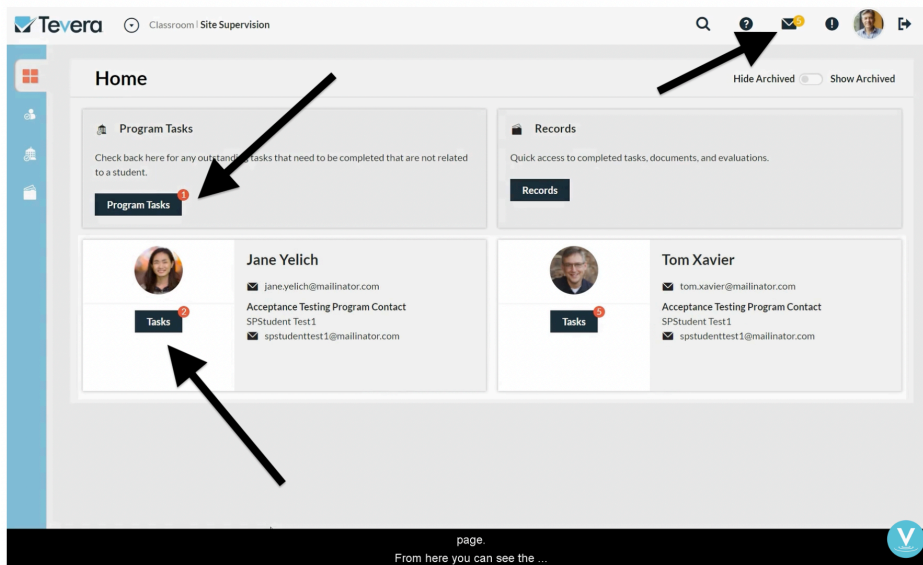 Tevera
Classroom | Site Supervision
5
Home
Hide Archived Show Archived
Program Tasks
Check back here for any outstanding tasks that need to be completed that are not related
to a student.
Program Tasks
1
Records
Quick access to completed tasks, documents, and evaluations.
Records
Jane Yelich
jane.yelich@mailinator.com
Acceptance Testing Program Contact
SPStudent Test1
spstudenttest1@mailinator.com
Tasks
2
Tom Xavier
tom.xavier@mailinator.com
Acceptance Testing Program Contact
SPStudent Test1
spstudenttest1@mailinator.com
Tasks
5
page.
From here you can see the ...